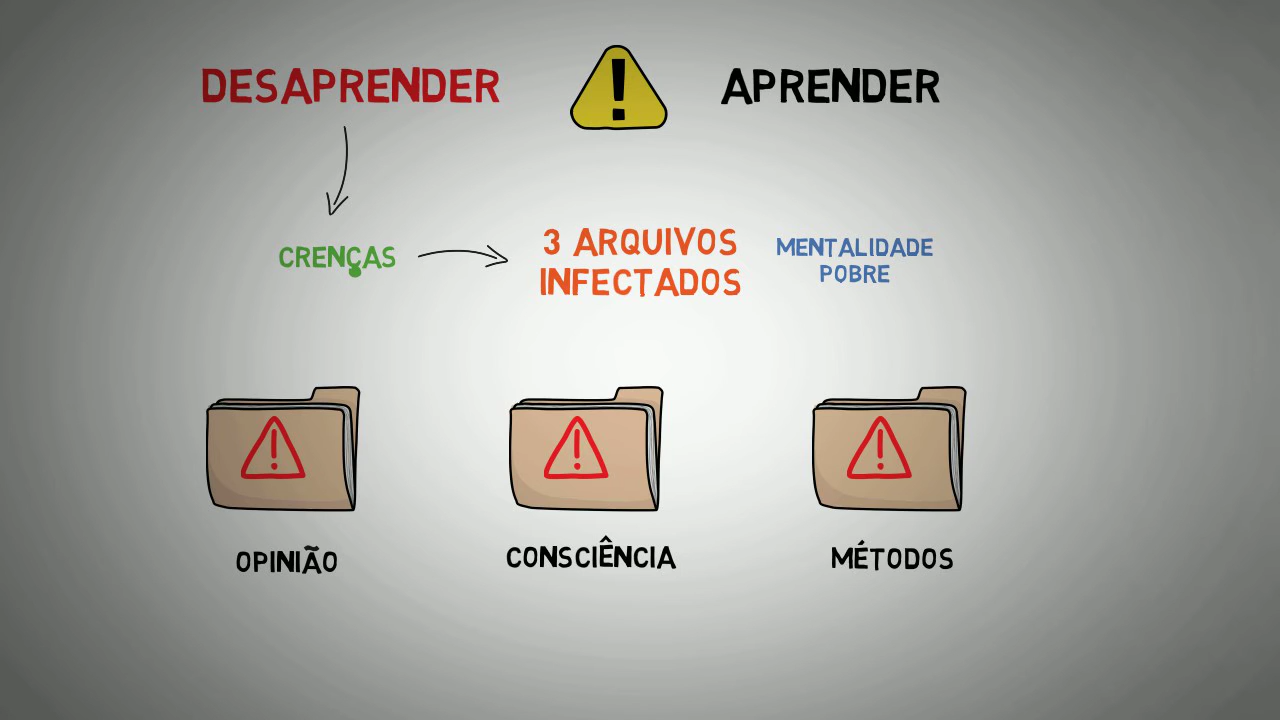 DESAPRENDER
APRENDER
CRENÇAS
3 ARQUIVOS
INFECTADOS
MENTALIDADE
POBRE
OPINIÃO
CONSCIÊNCIA
MÉTODOS